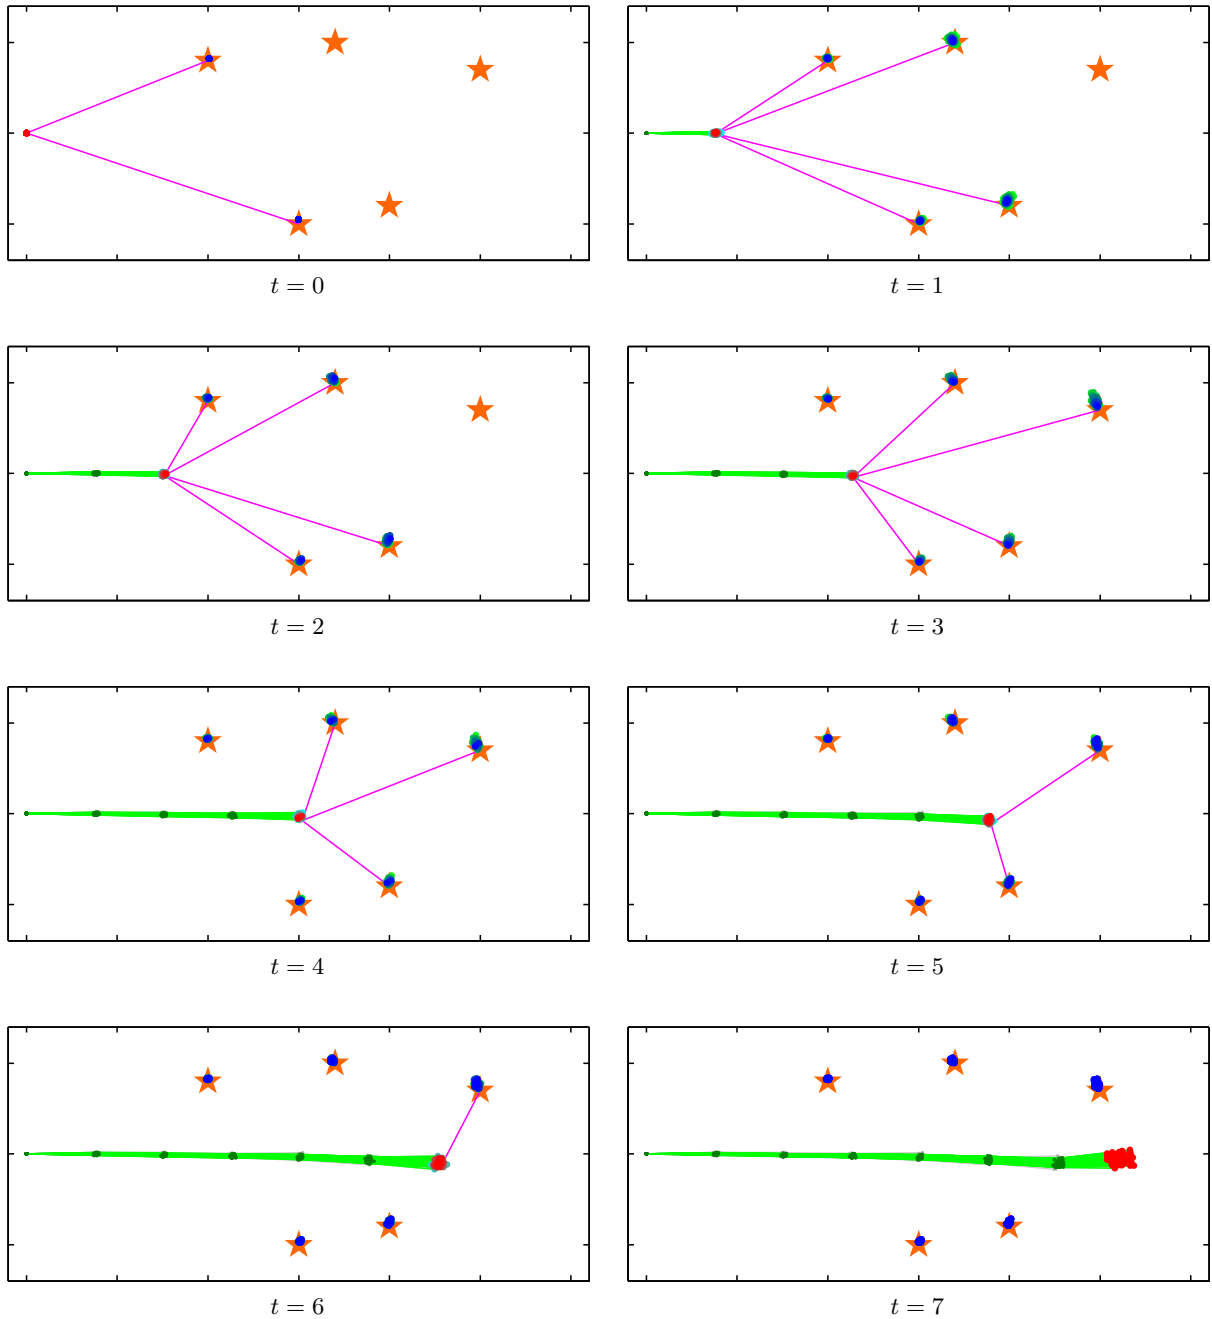 t = 0
t = 1
t = 2
t = 3
t = 4
t = 5
t = 6
t = 7